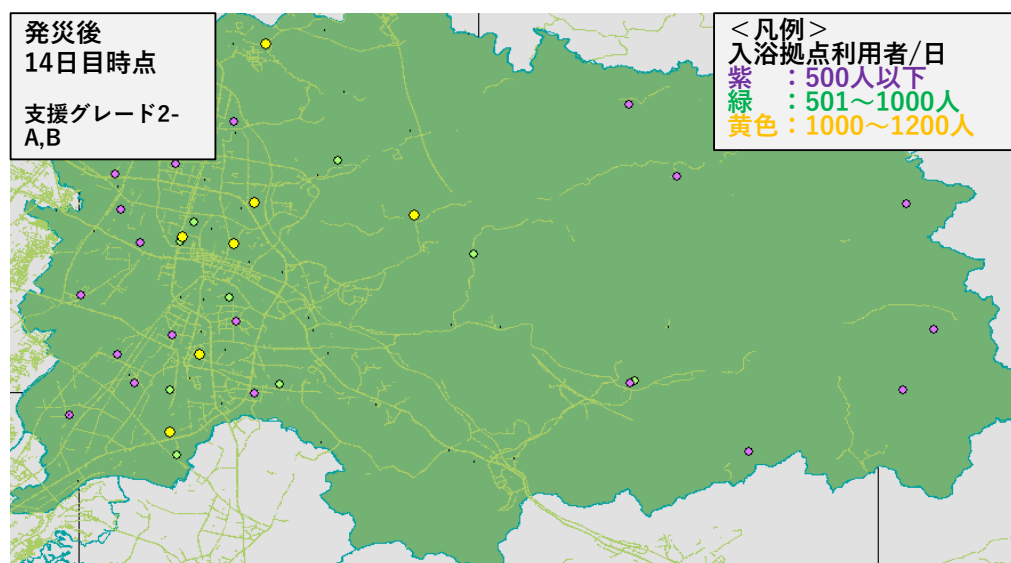 発災後
14日目時点
支援グレード2-
A,B
＜凡例＞
入浴拠点利用者/日
紫　：500人以下
緑　：501～1000人
黄色：1000～1200人